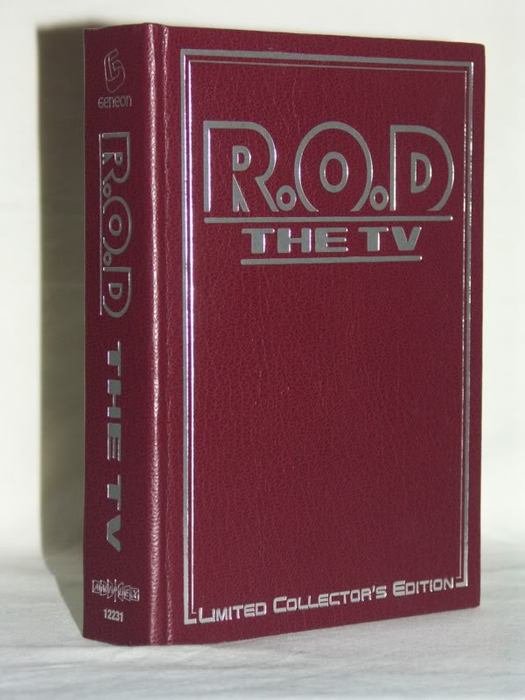 Geneon
R.O.D
THE TV
12231
R.O.D
THE TV
LIMITED COLLECTOR'S EDITION